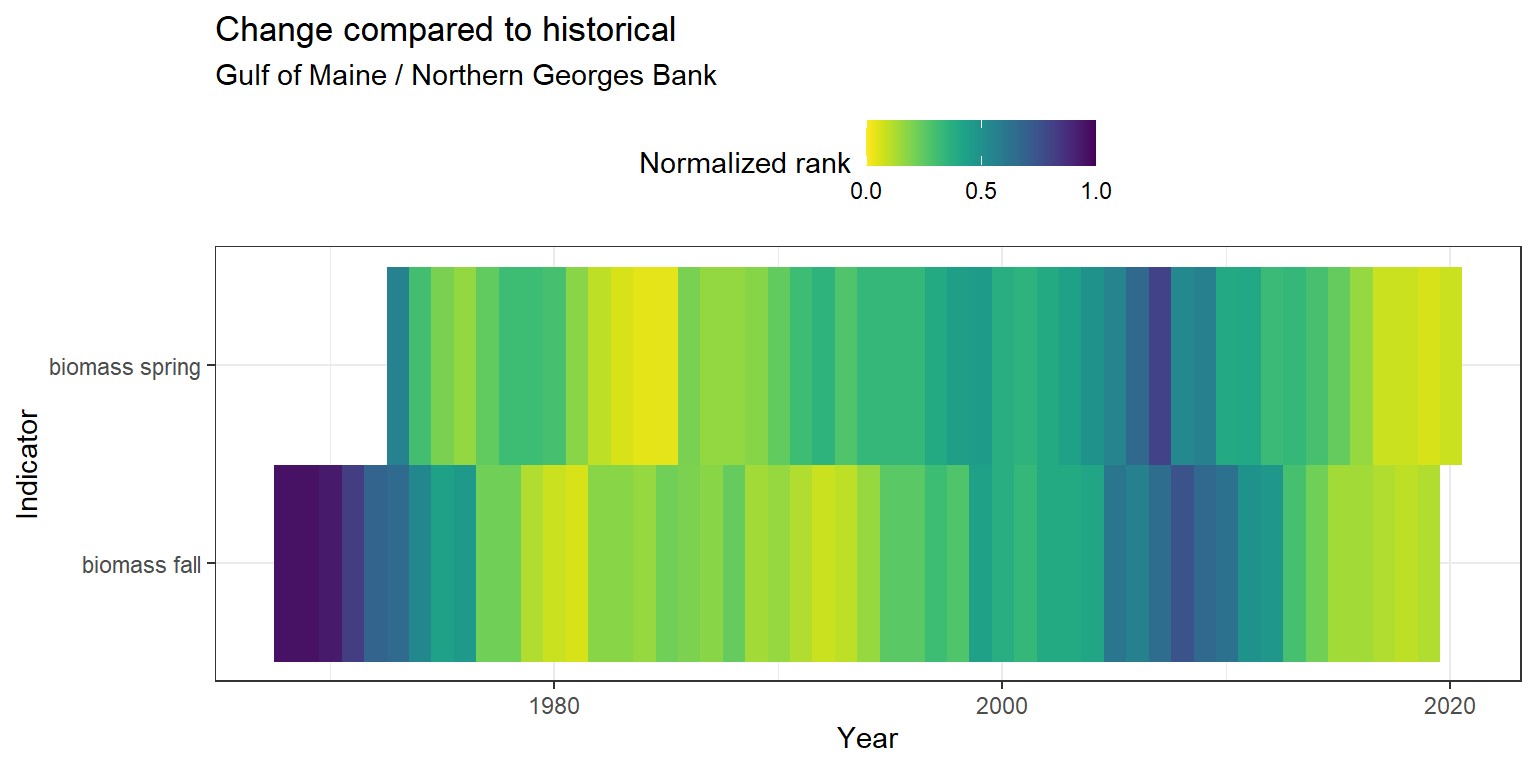 Change compared to historical
Gulf of Maine / Northern Georges Bank
Normalized rank
0.0 0.5 1.0
biomass spring
biomass fall
Indicator
1980 2000 2020
Year